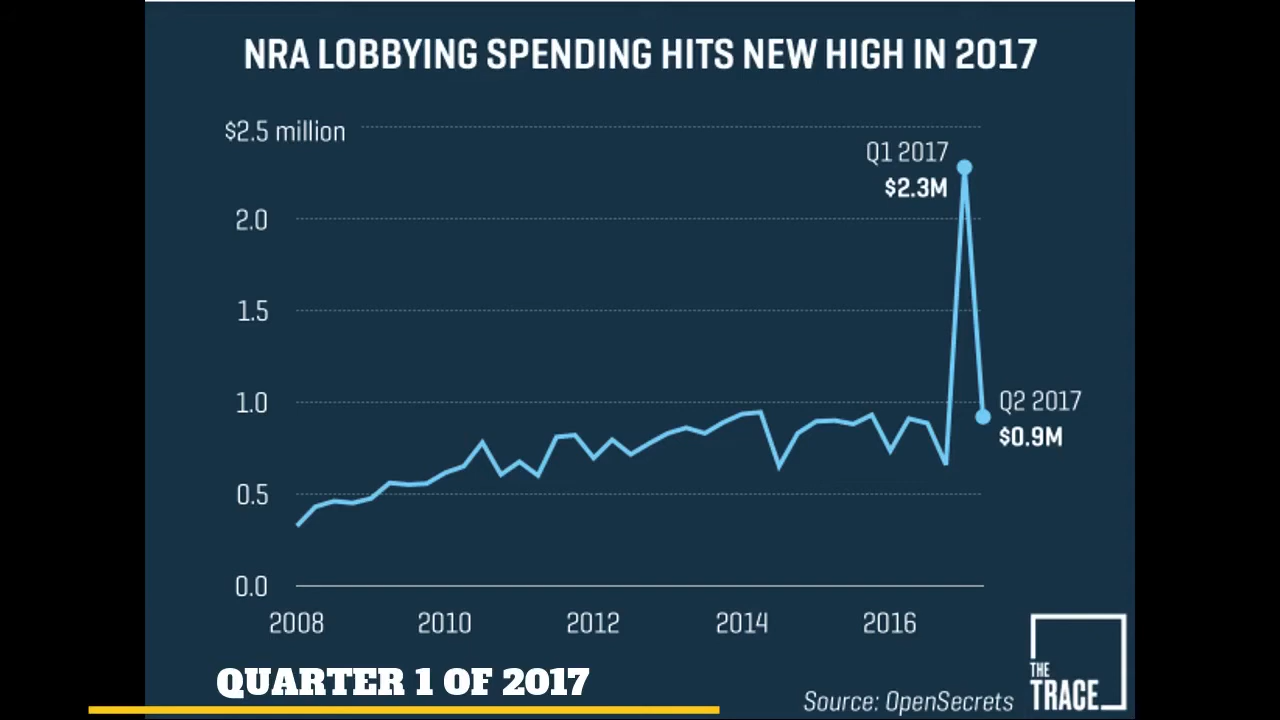 NRA LOBBYING SPENDING HITS NEW HIGH IN 2017
$2.5 million
Q1 2017
$2.3M
2.0
1.5
1.0
Q2 2017
$0.9M
0.5
0.0
2008 2010 2012 2014 2016
QUARTER 1 OF 2017
THE
TRACE
Source: OpenSecrets